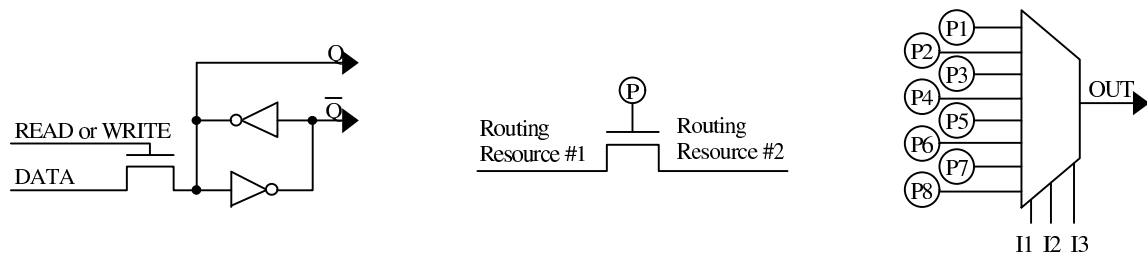 Q
Q̅
READ or WRITE
DATA
P
Routing
Resource #1
Routing
Resource #2
P1
P2
P3
P4
P5
P6
P7
P8
OUT
I1 I2 I3